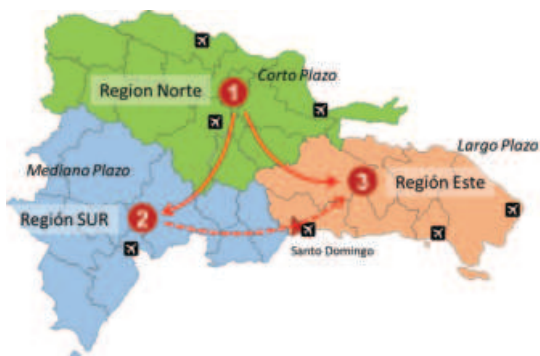 Corto Plazo
Region Norte
1
Largo Plazo
Mediano Plazo
3
Región Este
Región SUR
2
Santo Domingo